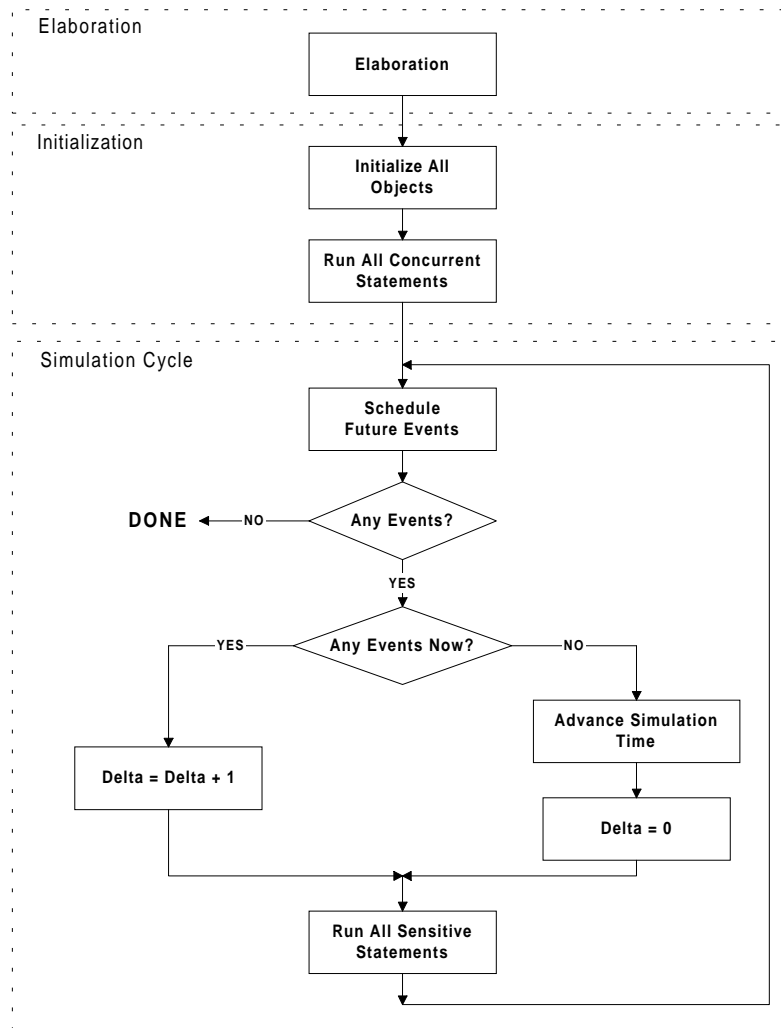 Elaboration
Elaboration
Initialization
Initialize All
Objects
Run All Concurrent
Statements
Simulation Cycle
Schedule
Future Events
DONE
NO
Any Events?
YES
YES
Any Events Now?
NO
Advance Simulation
Time
Delta = Delta + 1
Delta = 0
Run All Sensitive
Statements